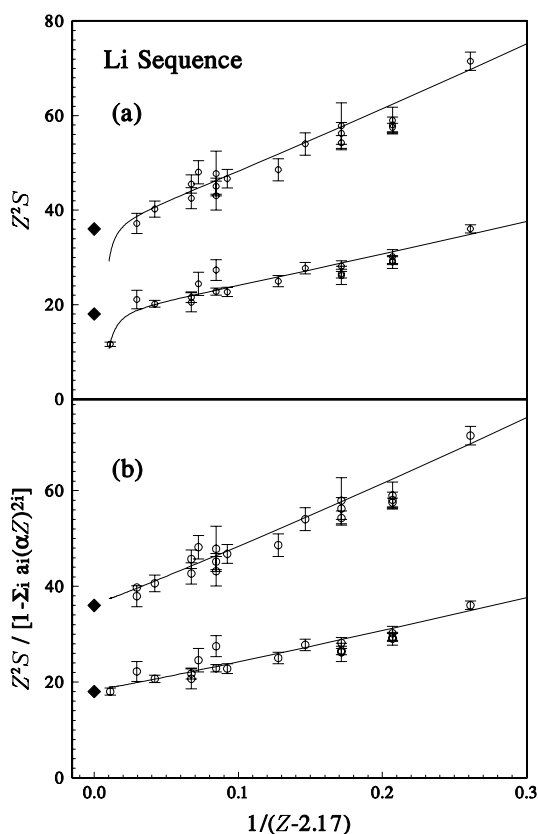 80
Li Sequence
(a)
60
Z²S
40
20
0
(b)
60
Z²S / [1-Σi ai(αZ)²ⁱ]
40
20
0
0.0 0.1 0.2 0.3
1/(Z-2.17)